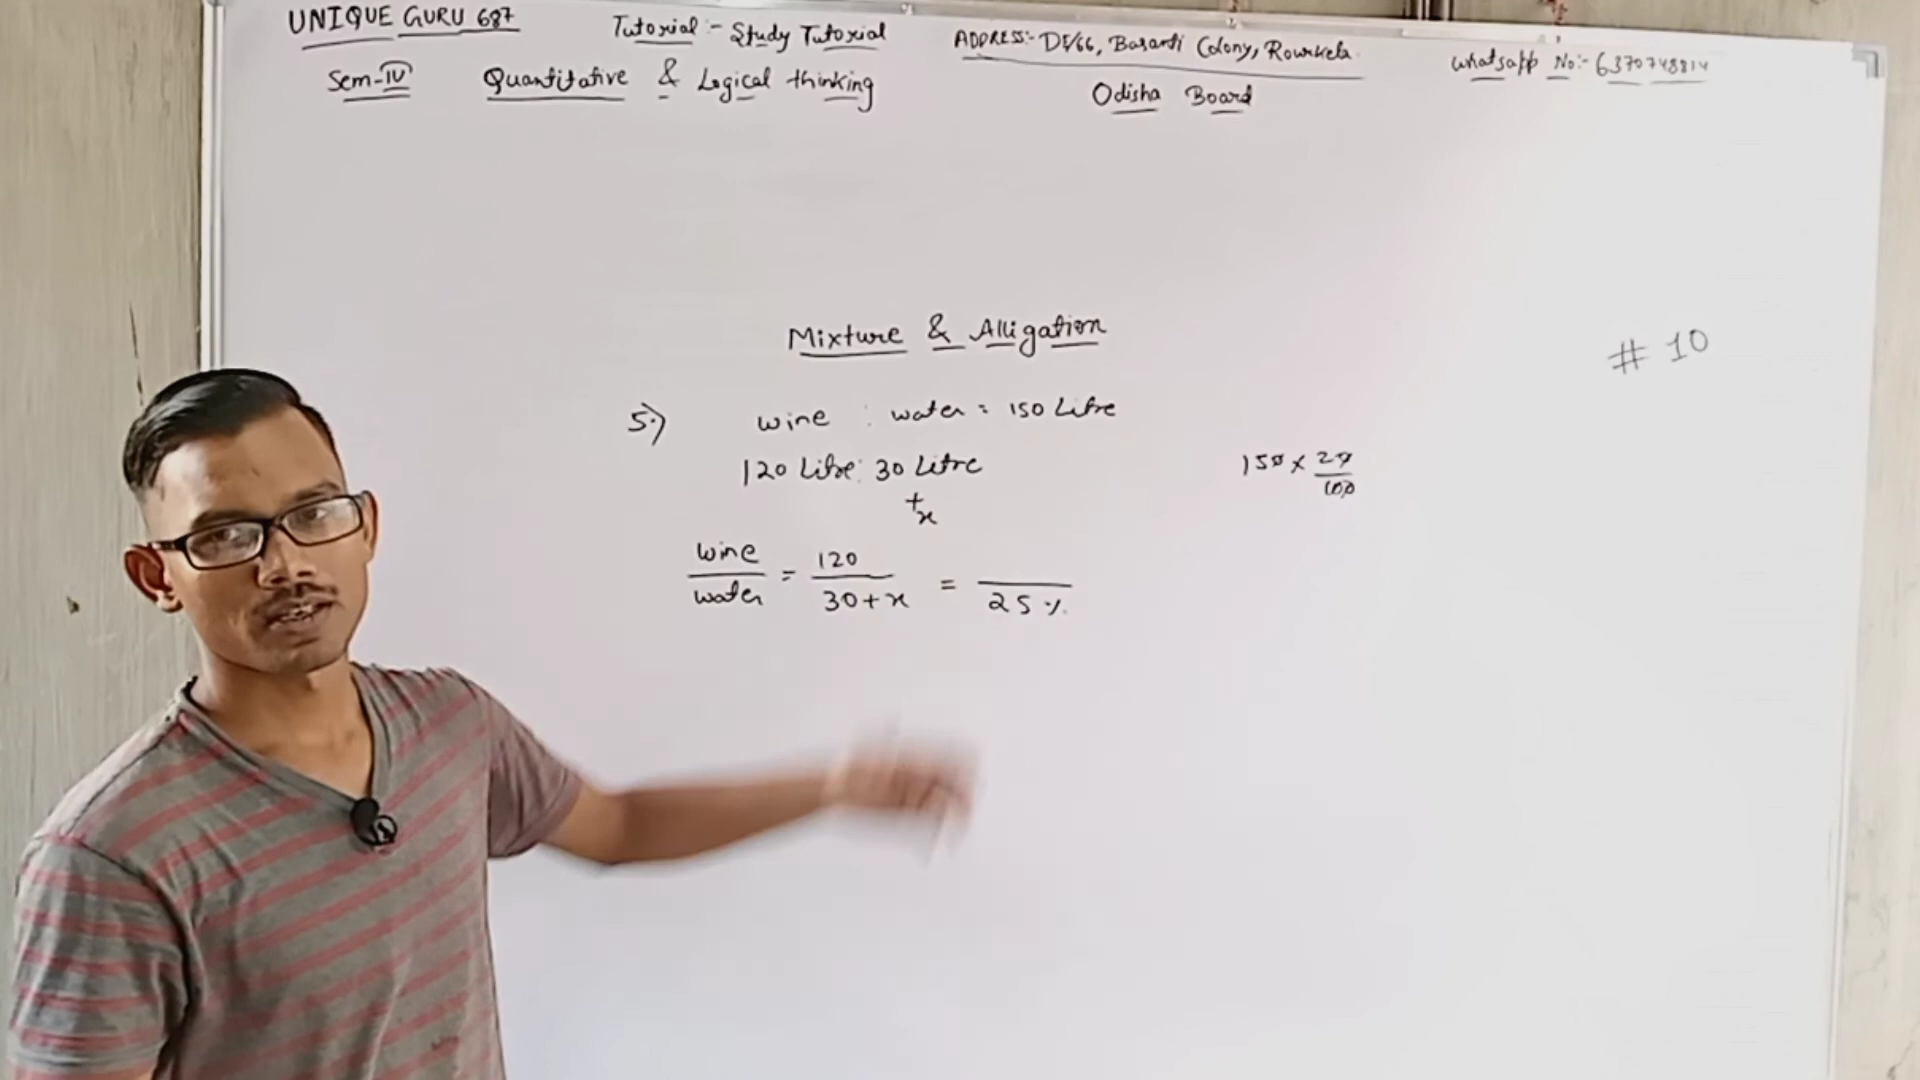 UNIQUE GURU 687 Tutorial:- Study Tutorial ADDRESS:- DS/66, Basanti Colony, Rourkela. Whatsapp No:- 6370748814
Sem-IV Quantitative & Logical thinking Odisha Board
Mixture & Alligation
# 10
5.) wine : water = 150 Litre
120 Litre : 30 Litre
+ x
150 × 20/100
wine/water = 120/30+x = /25%